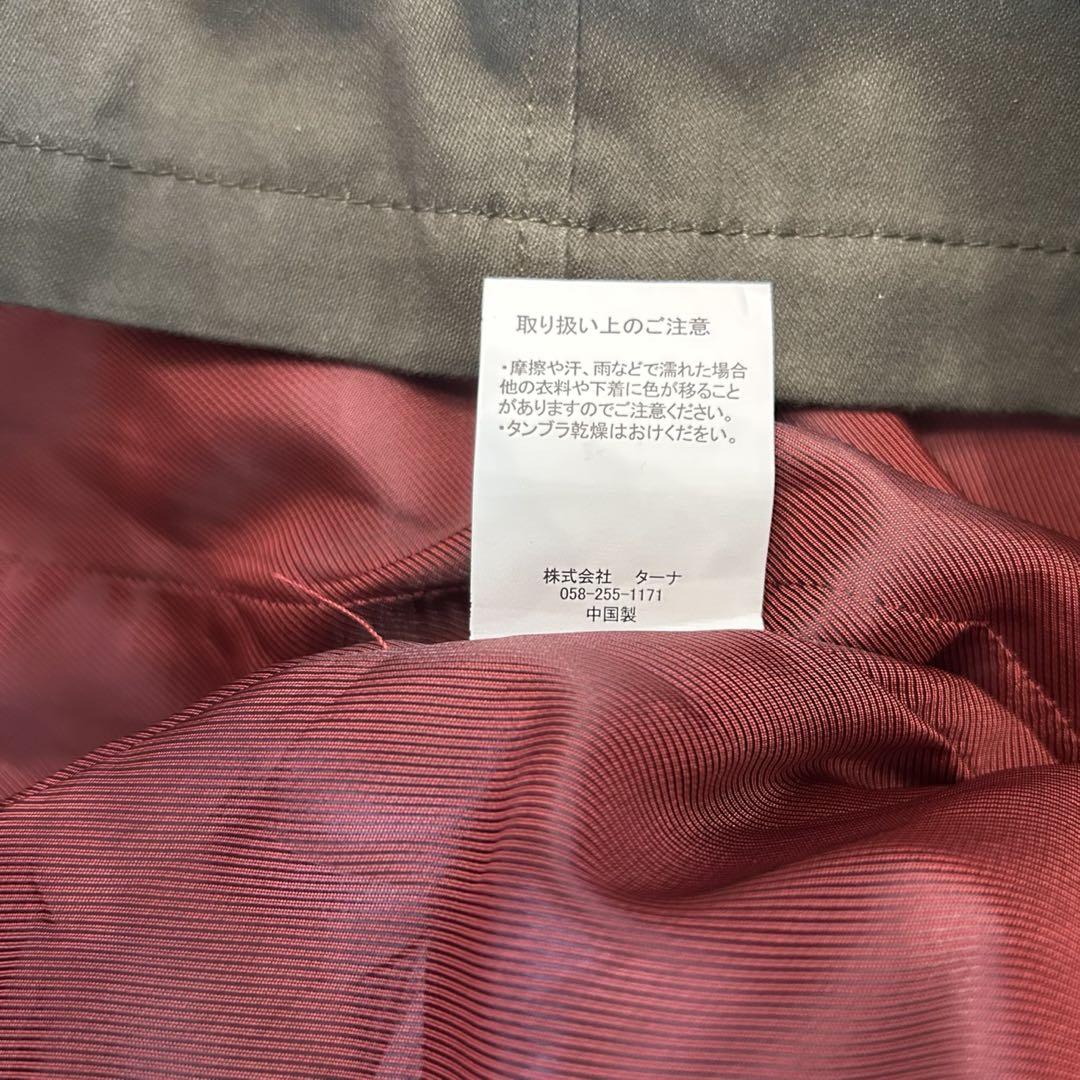 取り扱い上のご注意
・摩擦や汗、雨などで濡れた場合
他の衣料や下着に色が移ること
がありますのでご注意ください。
・タンブラ乾燥はおけくだをい。
株式会社 ターナ
058-255-1171
中国製